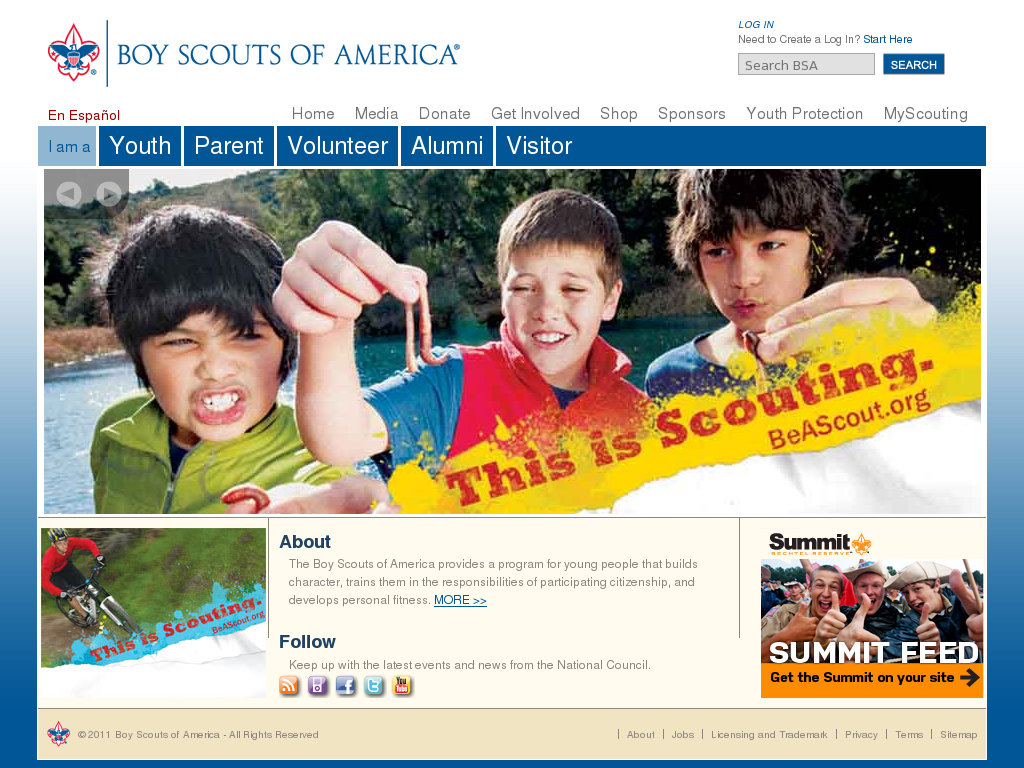 LOG IN
Need to Create a Log In? Start Here
BOY SCOUTS OF AMERICA®
Search BSA
SEARCH
En Español
Home Media Donate Get Involved Shop Sponsors Youth Protection MyScouting
I am a Youth Parent Volunteer Alumni Visitor
This is Scouting.
BeAScout.org
This is Scouting.
BeAScout.org
About
The Boy Scouts of America provides a program for young people that builds
character, trains them in the responsibilities of participating citizenship, and
develops personal fitness. MORE >>
Follow
Keep up with the latest events and news from the National Council.
You Tube
Summit
BECHTEL RESERVE
SUMMIT FEED
Get the Summit on your site
©2011 Boy Scouts of America - All Rights Reserved
| About | Jobs | Licensing and Trademark | Privacy | Terms | Sitemap